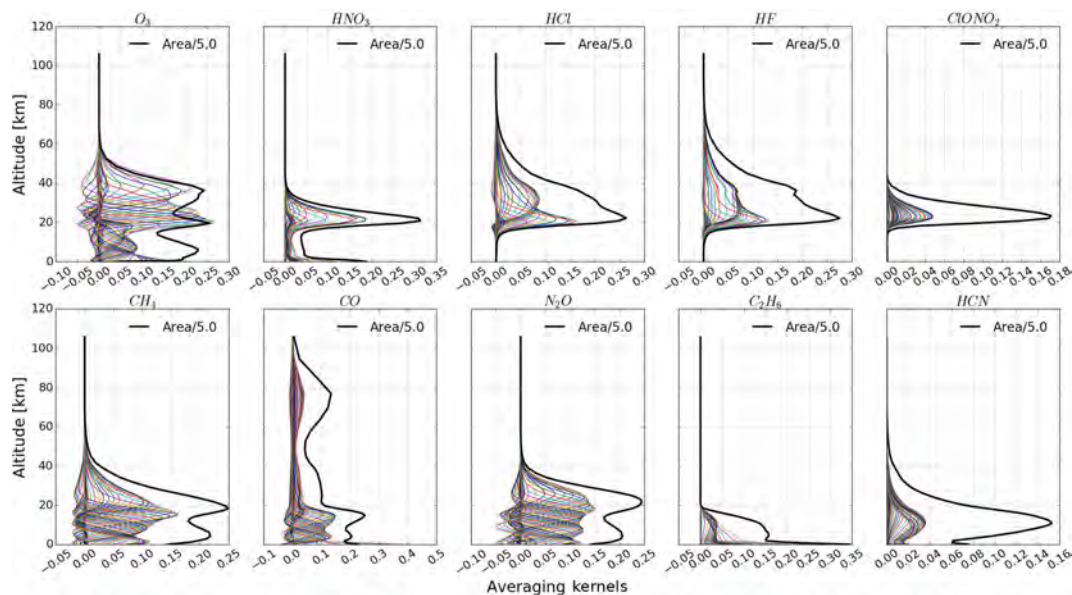 O₃ HNO₃ HCl HF ClONO₂
120 Area/5.0 Area/5.0 Area/5.0 Area/5.0 Area/5.0
100
80
60
40
20
0
Altitude [km]
−0.10 −0.05 0.00 0.05 0.10 0.15 0.20 0.25 0.30 0.00 0.05 0.10 0.15 0.20 0.25 0.30 0.35 0.00 0.05 0.10 0.15 0.20 0.25 0.30 0.00 0.05 0.10 0.15 0.20 0.25 0.30 0.00 0.02 0.04 0.06 0.08 0.10 0.12 0.14 0.16 0.18
CH₄ CO N₂O C₂H₆ HCN
120 Area/5.0 Area/5.0 Area/5.0 Area/5.0 Area/5.0
100
80
60
40
20
0
Altitude [km]
−0.05 0.00 0.05 0.10 0.15 0.20 0.25 −0.1 0.0 0.1 0.2 0.3 0.4 0.5 −0.10 −0.05 0.00 0.05 0.10 0.15 0.20 0.25 −0.05 0.00 0.05 0.10 0.15 0.20 0.25 0.30 0.35 0.00 0.02 0.04 0.06 0.08 0.10 0.12 0.14 0.16
Averaging kernels